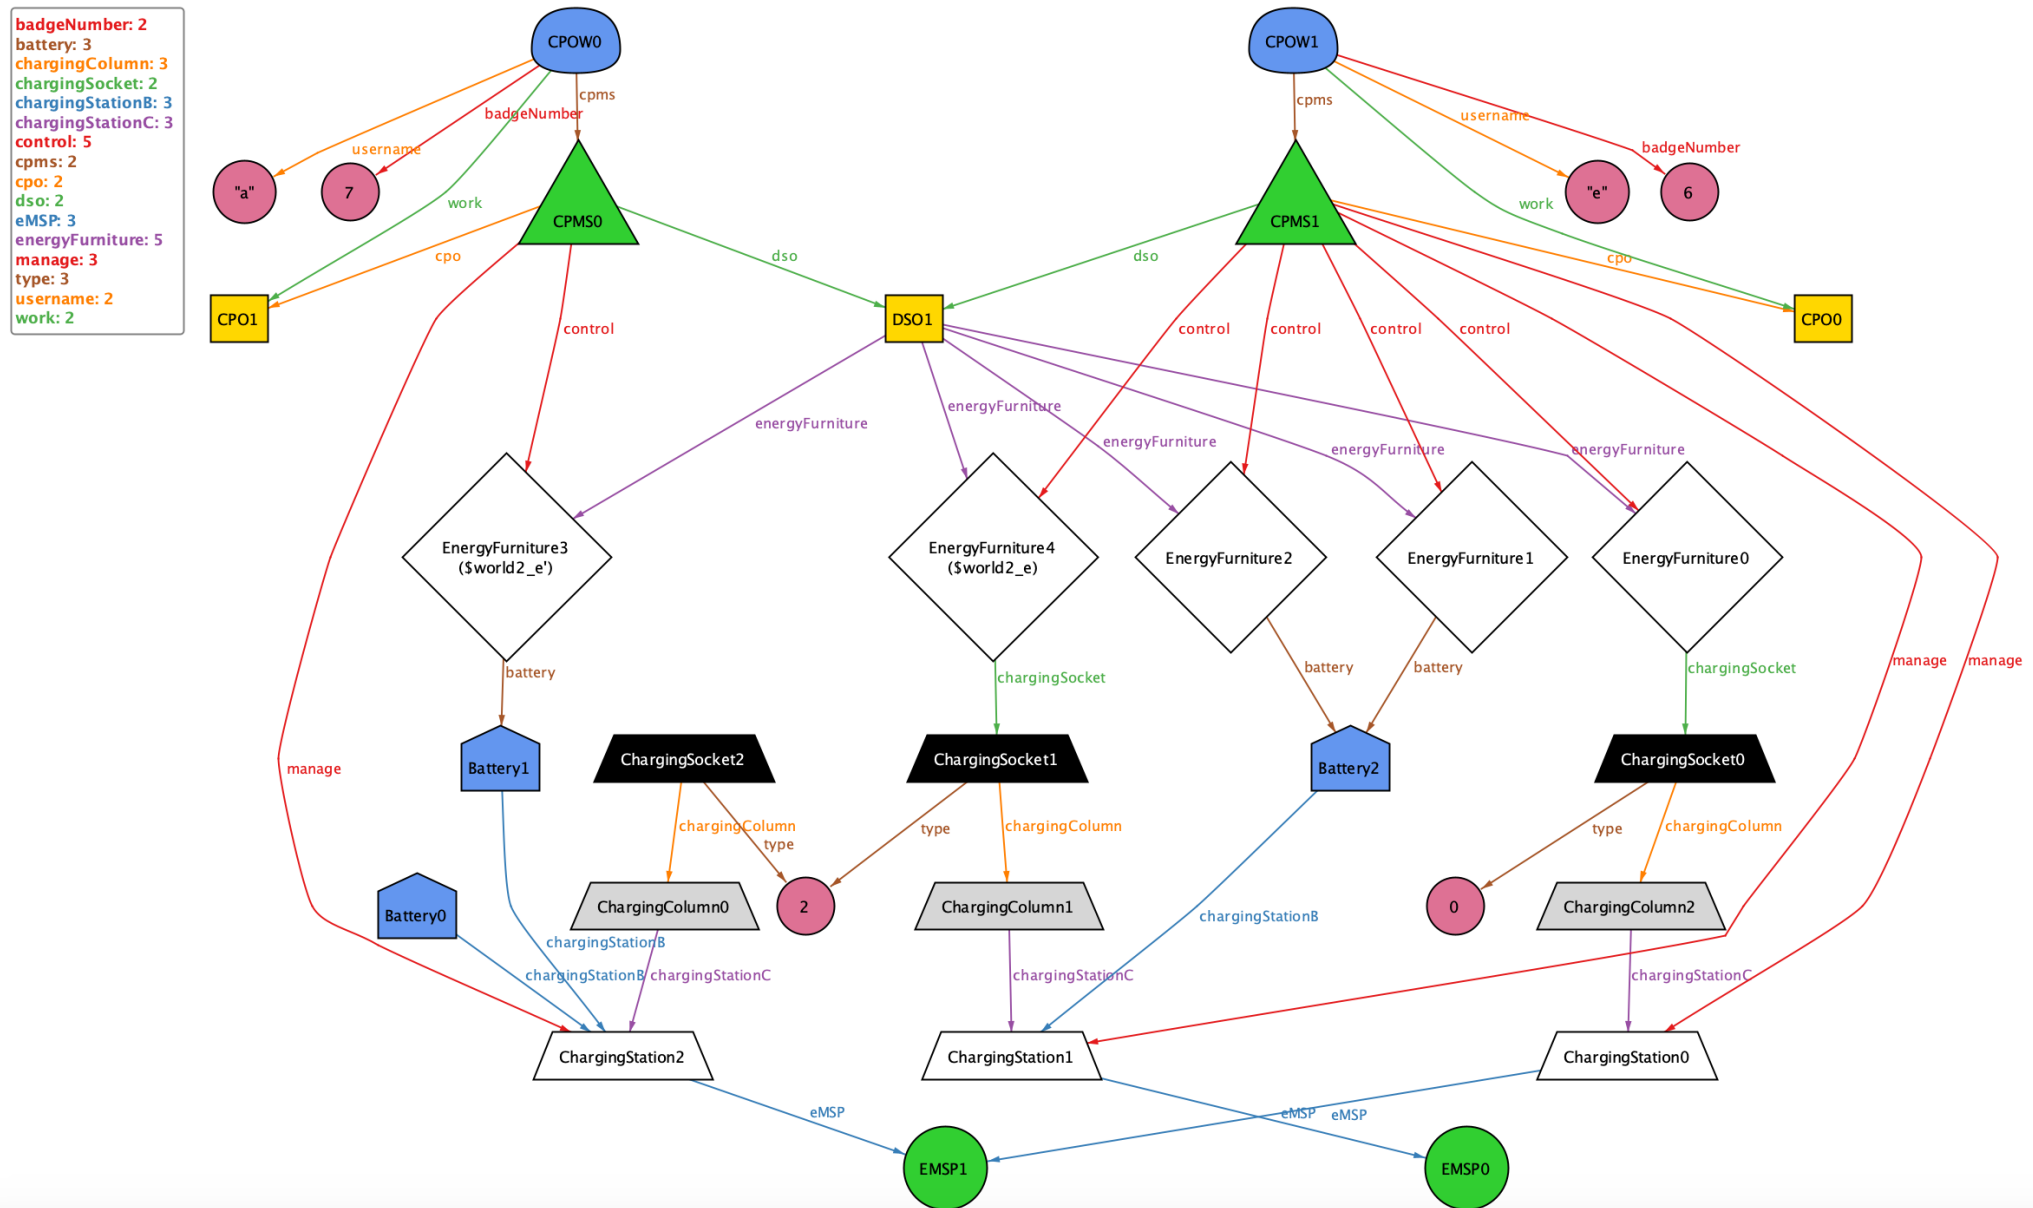 badgeNumber: 2
battery: 3
chargingColumn: 3
chargingSocket: 2
chargingStationB: 3
chargingStationC: 3
control: 5
cpms: 2
cpo: 2
dso: 2
eMSP: 3
energyFurniture: 5
manage: 3
type: 3
username: 2
work: 2
CPOW0
CPOW1
cpms
cpms
badgeNumber
username
username
badgeNumber
"a"
7
"e"
6
work
work
CPMS0
CPMS1
cpo
dso
dso
cpo
CPO1
DSO1
CPO0
control
control
control
control
control
energyFurniture
energyFurniture
energyFurniture
energyFurniture
energyFurniture
EnergyFurniture3
($world2_e')
EnergyFurniture4
($world2_e)
EnergyFurniture2
EnergyFurniture1
EnergyFurniture0
battery
chargingSocket
battery
battery
chargingSocket
manage
manage
manage
Battery1
ChargingSocket2
ChargingSocket1
Battery2
ChargingSocket0
chargingColumn
type
type
chargingColumn
type
chargingColumn
Battery0
ChargingColumn0
2
ChargingColumn1
0
ChargingColumn2
chargingStationB
chargingStationB
chargingStationB
chargingStationC
chargingStationC
chargingStationC
ChargingStation2
ChargingStation1
ChargingStation0
eMSP
eMSP
eMSP
EMSP1
EMSP0